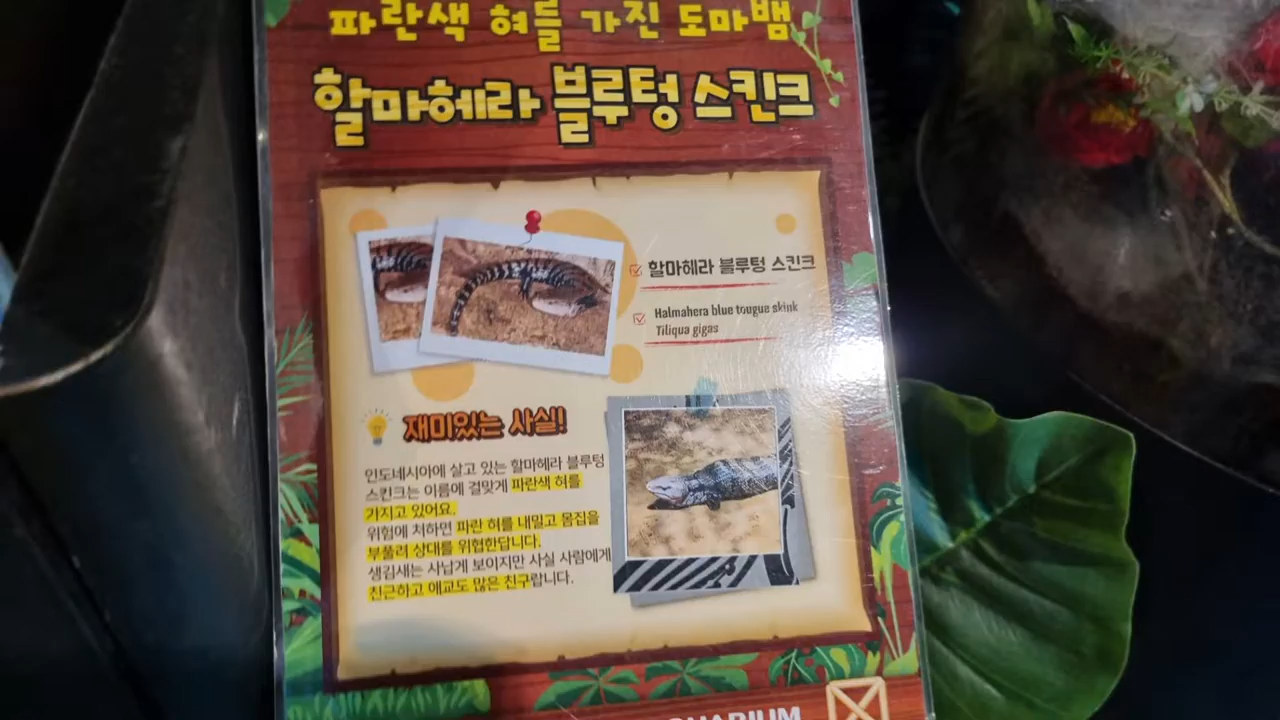 파란색 혀를 가진 도마뱀
할마헤라 블루텅 스킨크
할마헤라 블루텅 스킨크
Halmahera blue tougue skink
Tiliqua gigas
재미있는 사실!
인도네시아에 살고 있는 할마헤라 블루텅
스킨크는 이름에 걸맞게 파란색 혀를
가지고 있어요.
위험에 처하면 파란 혀를 내밀고 몸집을
부풀려 상대를 위협한답니다.
생김새는 사납게 보이지만 사실 사람에게
친근하고 애교도 많은 친구랍니다.